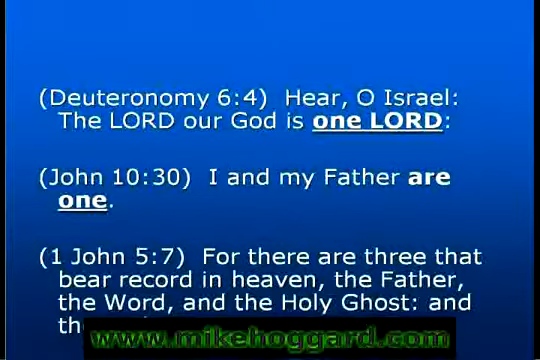 (Deuteronomy 6:4) Hear, O Israel:
The LORD our God is one LORD:
(John 10:30) I and my Father are
one.
(1 John 5:7) For there are three that
bear record in heaven, the Father,
the Word, and the Holy Ghost: and
www.mikehoggard.com